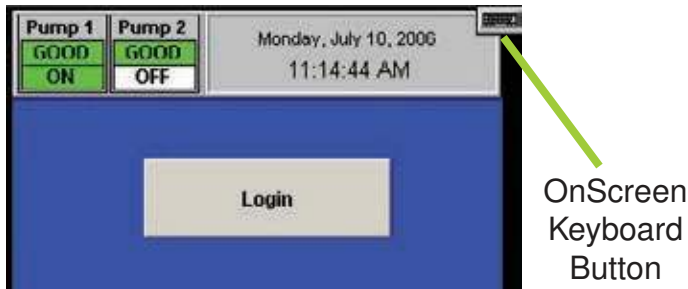 Pump 1 Pump 2
GOOD GOOD
ON OFF
Monday, July 10, 2006
11:14:44 AM
Login
OnScreen
Keyboard
Button